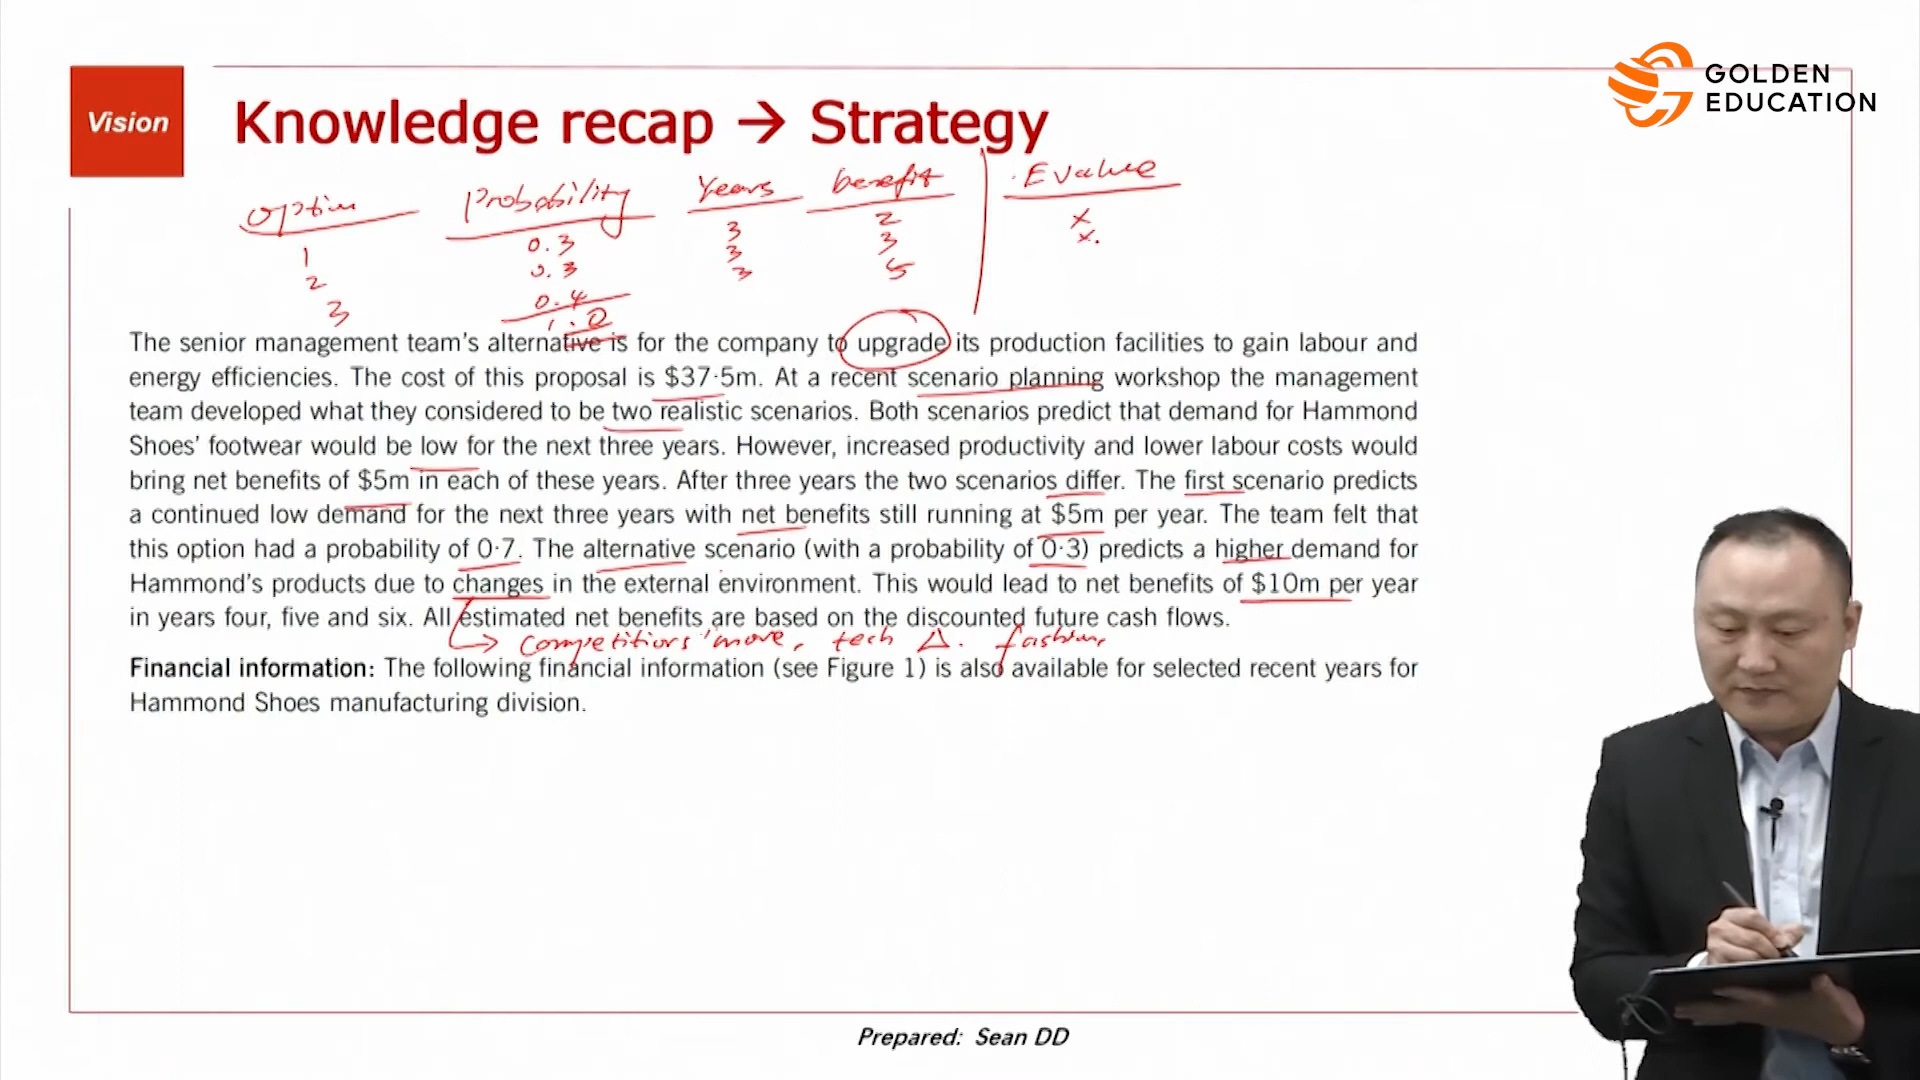 GOLDEN
EDUCATION
Vision
Knowledge recap → Strategy
option Probability Years benefit Evalue
1 0.3 3 2 x
2 0.3 3 3 x.
3 0.4 3 5
1.0
The senior management team's alternative is for the company to upgrade its production facilities to gain labour and
energy efficiencies. The cost of this proposal is $37·5m. At a recent scenario planning workshop the management
team developed what they considered to be two realistic scenarios. Both scenarios predict that demand for Hammond
Shoes' footwear would be low for the next three years. However, increased productivity and lower labour costs would
bring net benefits of $5m in each of these years. After three years the two scenarios differ. The first scenario predicts
a continued low demand for the next three years with net benefits still running at $5m per year. The team felt that
this option had a probability of 0·7. The alternative scenario (with a probability of 0·3) predicts a higher demand for
Hammond's products due to changes in the external environment. This would lead to net benefits of $10m per year
in years four, five and six. All estimated net benefits are based on the discounted future cash flows.
→ competitiors' move, tech Δ. fashion,
Financial information: The following financial information (see Figure 1) is also available for selected recent years for
Hammond Shoes manufacturing division.
Prepared: Sean DD